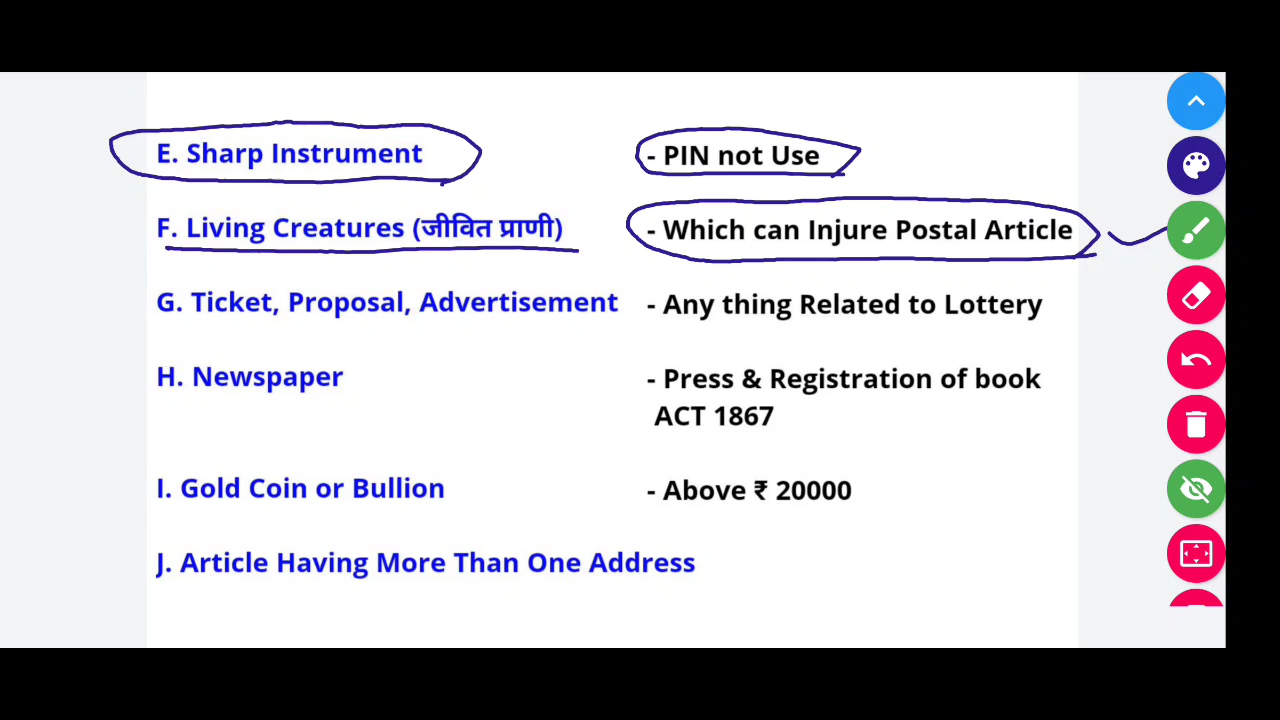 E. Sharp Instrument - PIN not Use
F. Living Creatures (जीवित प्राणी) - Which can Injure Postal Article
G. Ticket, Proposal, Advertisement - Any thing Related to Lottery
H. Newspaper - Press & Registration of book
ACT 1867
I. Gold Coin or Bullion - Above ₹ 20000
J. Article Having More Than One Address